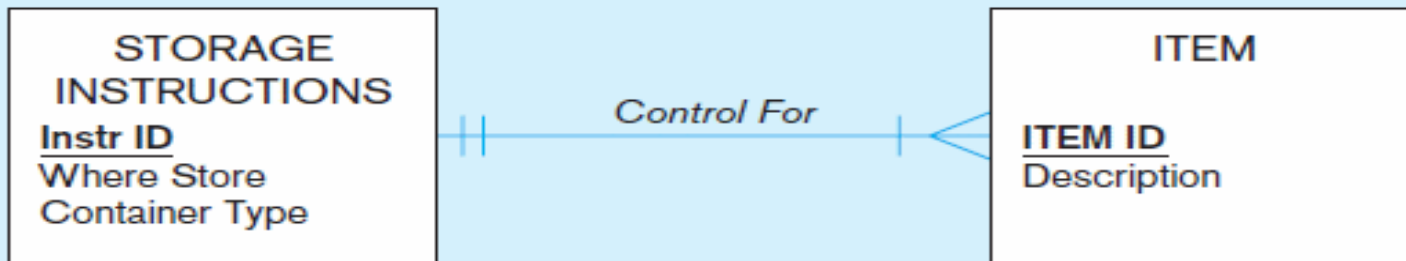 STORAGE
INSTRUCTIONS
Instr ID
Where Store
Container Type
Control For
ITEM
ITEM ID
Description